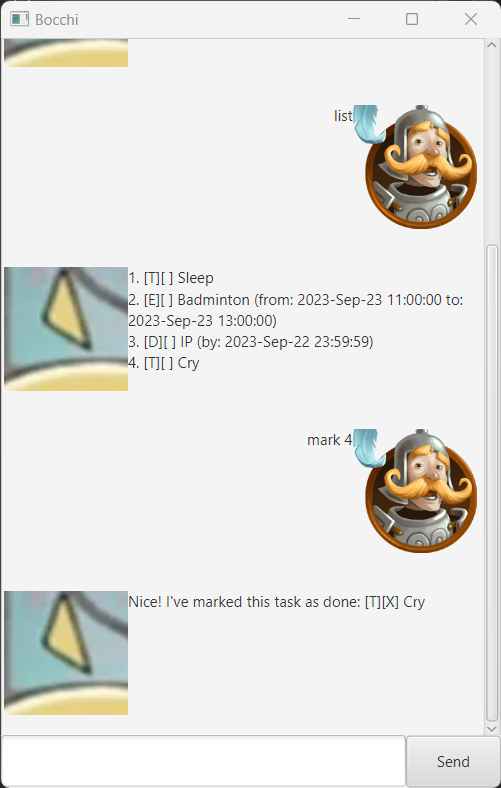 Bocchi
list
1. [T][ ] Sleep
2. [E][ ] Badminton (from: 2023-Sep-23 11:00:00 to:
2023-Sep-23 13:00:00)
3. [D][ ] IP (by: 2023-Sep-22 23:59:59)
4. [T][ ] Cry
mark 4
Nice! I've marked this task as done: [T][X] Cry
Send